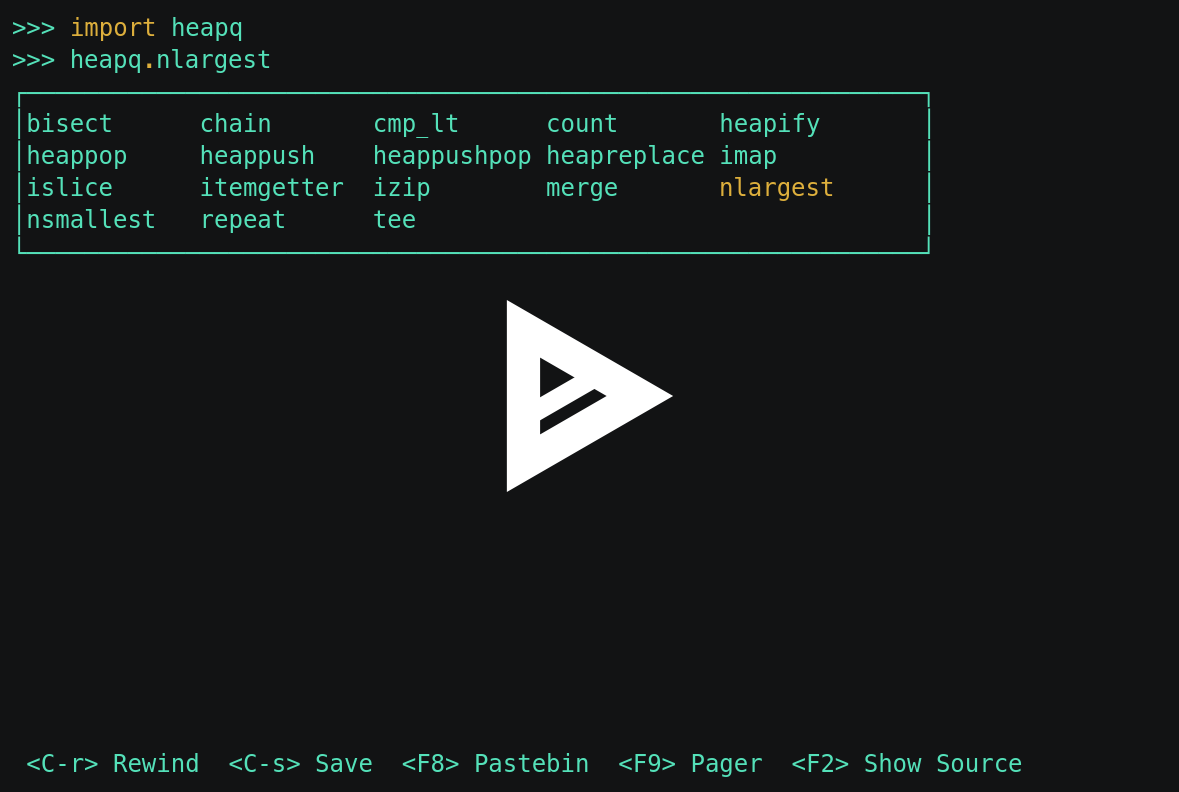 >>> import heapq
>>> heapq.nlargest
bisect chain cmp_lt count heapify
heappop heappush heappushpop heapreplace imap
islice itemgetter izip merge nlargest
nsmallest repeat tee
<C-r> Rewind <C-s> Save <F8> Pastebin <F9> Pager <F2> Show Source